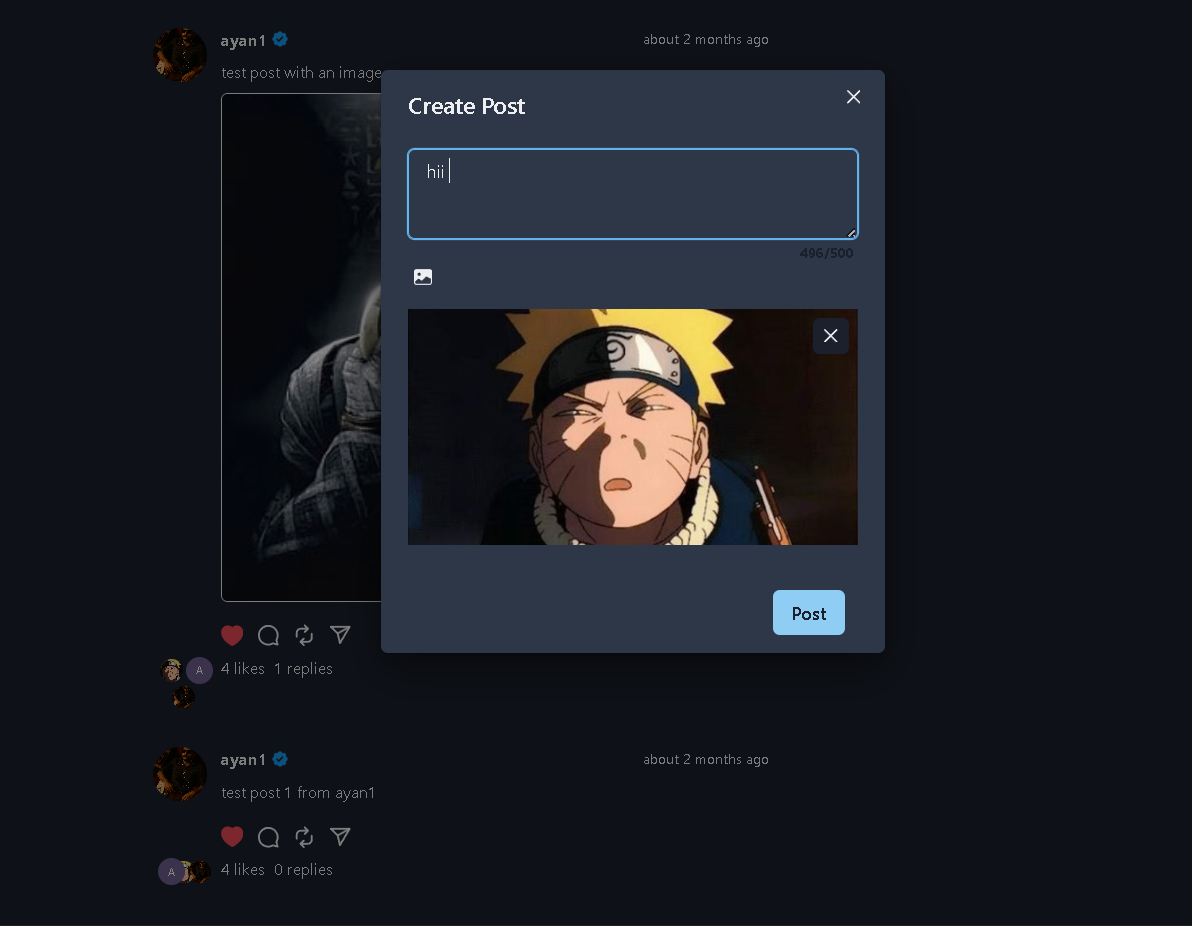 ayan1
about 2 months ago
test post with an image
Create Post
hii
496/500
Post
A
4 likes 1 replies
ayan1
about 2 months ago
test post 1 from ayan1
A
4 likes 0 replies